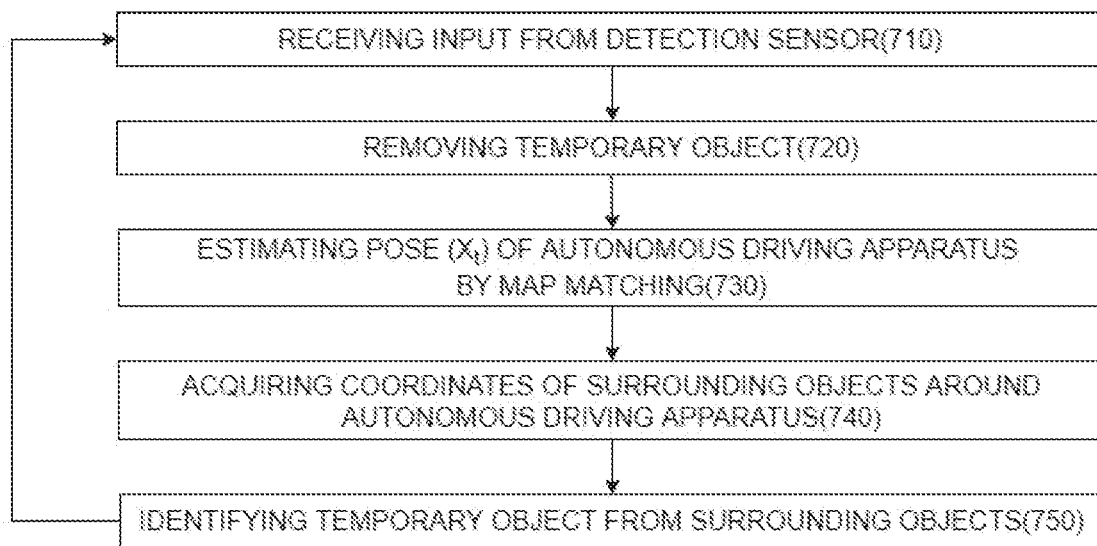 RECEIVING INPUT FROM DETECTION SENSOR(710)
REMOVING TEMPORARY OBJECT(720)
ESTIMATING POSE (Xt) OF AUTONOMOUS DRIVING APPARATUS
BY MAP MATCHING(730)
ACQUIRING COORDINATES OF SURROUNDING OBJECTS AROUND
AUTONOMOUS DRIVING APPARATUS(740)
IDENTIFYING TEMPORARY OBJECT FROM SURROUNDING OBJECTS(750)